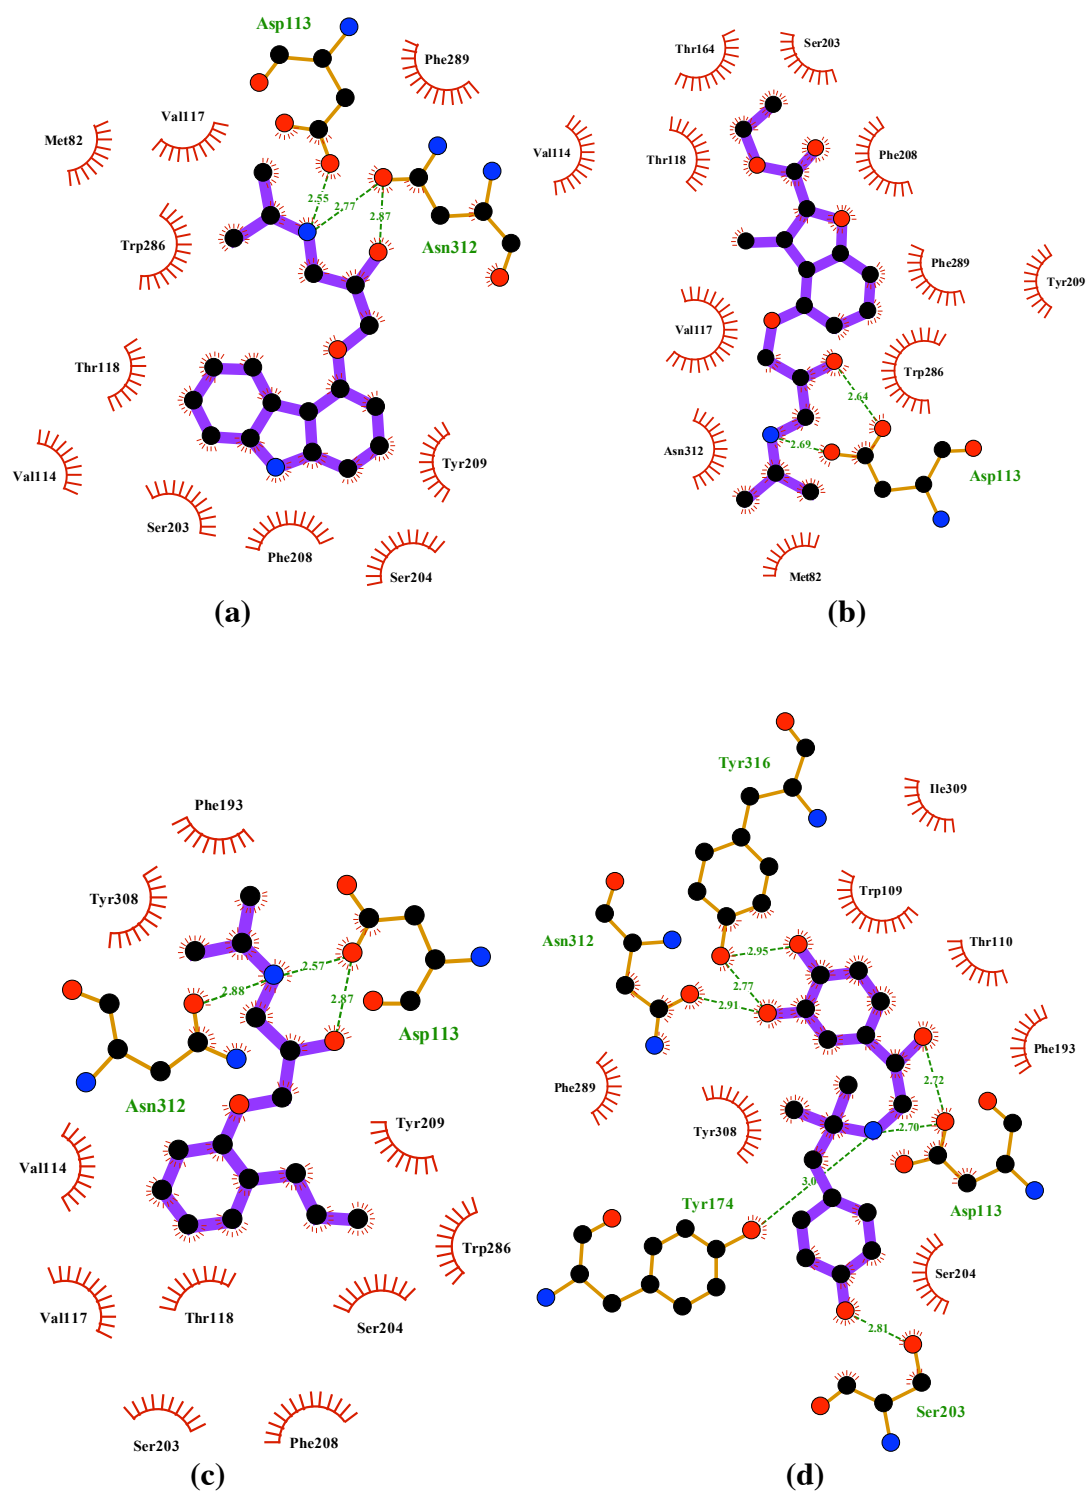 Asp113
Phe289
Val117
Met82
2.55
2.77
2.87
Trp286
Asn312
Thr118
Val114
Tyr209
Ser203
Phe208
Ser204
(a)
Thr164
Ser203
Val114
Thr118
Phe208
Phe289
Tyr209
Val117
Trp286
2.64
Asn312
2.69
Asp113
Met82
(b)
Phe193
Tyr308
2.57
2.88
2.87
Asp113
Asn312
Tyr209
Val114
Trp286
Val117
Thr118
Ser204
Ser203
Phe208
(c)
Tyr316
Ile309
Trp109
Asn312
2.95
Thr110
2.77
2.91
Phe193
Phe289
2.72
Tyr308
2.70
3.0
Tyr174
Asp113
Ser204
2.81
Ser203
(d)